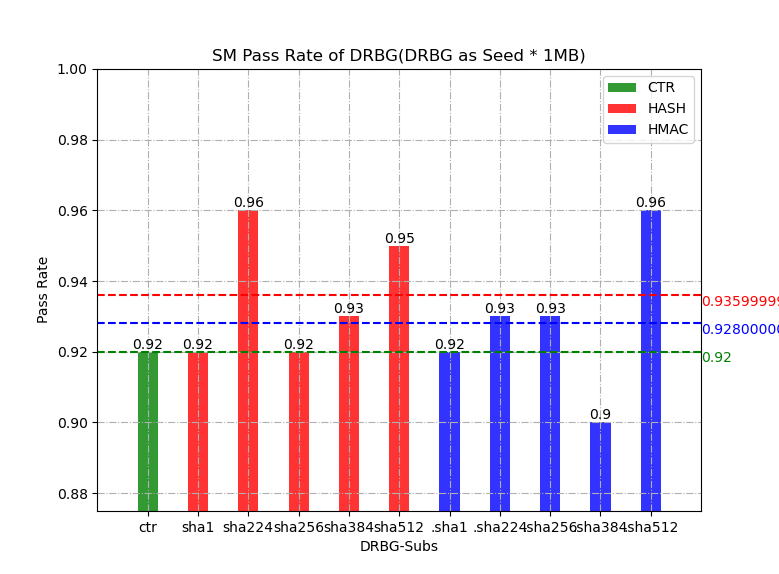 SM Pass Rate of DRBG(DRBG as Seed * 1MB)
1.00
0.98
0.96
0.94
0.92
0.90
0.88
Pass Rate
CTR
HASH
HMAC
0.92
0.92
0.96
0.92
0.93
0.95
0.92
0.93
0.93
0.9
0.96
0.93599999
0.92800000
0.92
ctr
sha1
sha224
sha256
sha384
sha512
.sha1
.sha224
.sha256
.sha384
.sha512
DRBG-Subs